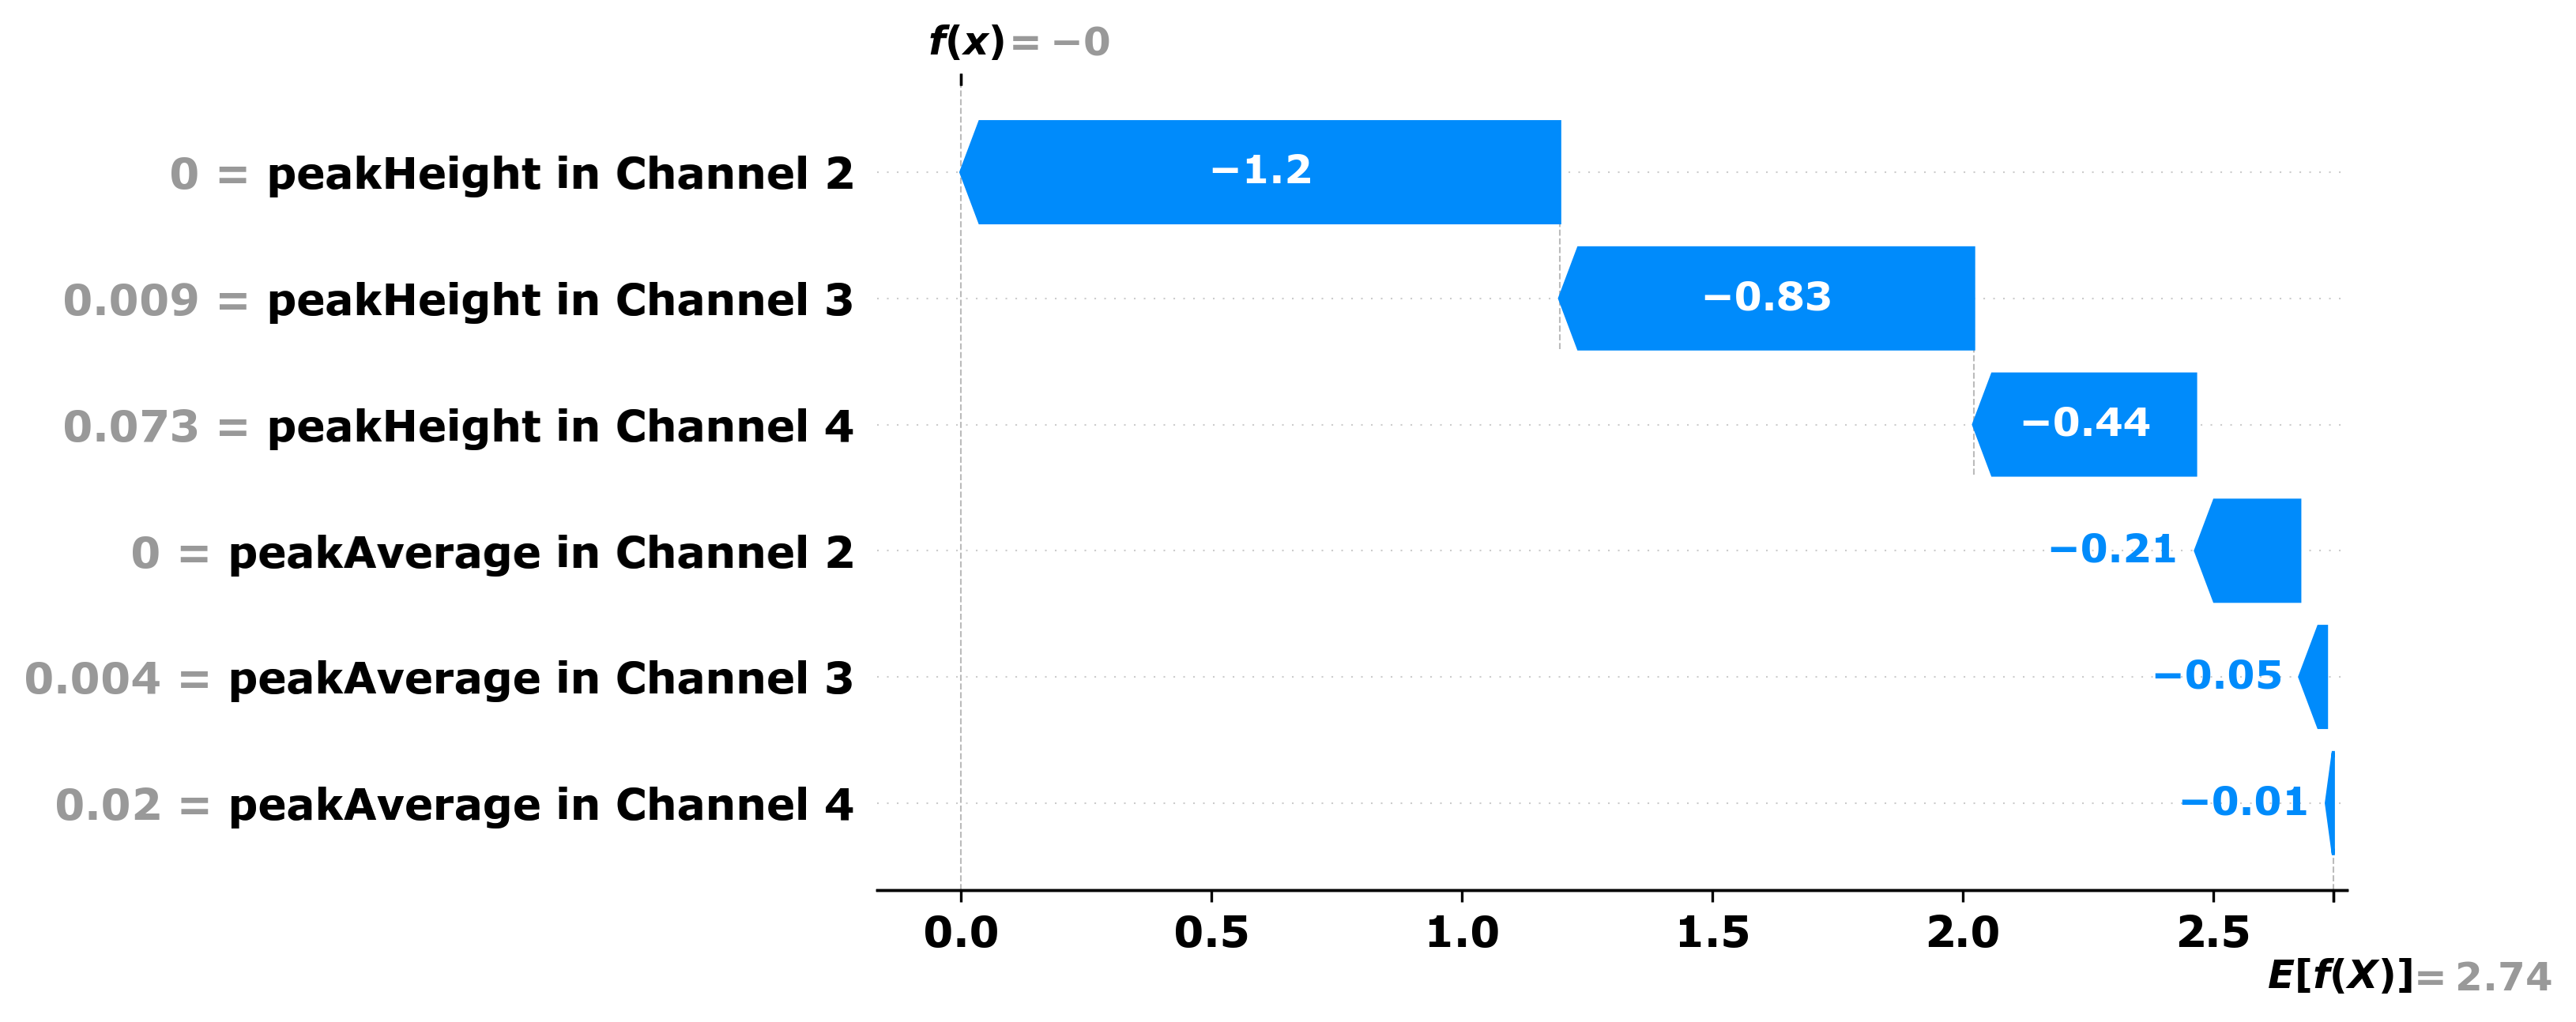 f(x) = −0
0 = peakHeight in Channel 2
−1.2
0.009 = peakHeight in Channel 3
−0.83
0.073 = peakHeight in Channel 4
−0.44
0 = peakAverage in Channel 2
−0.21
0.004 = peakAverage in Channel 3
−0.05
0.02 = peakAverage in Channel 4
−0.01
0.0 0.5 1.0 1.5 2.0 2.5
E[f(X)] = 2.74